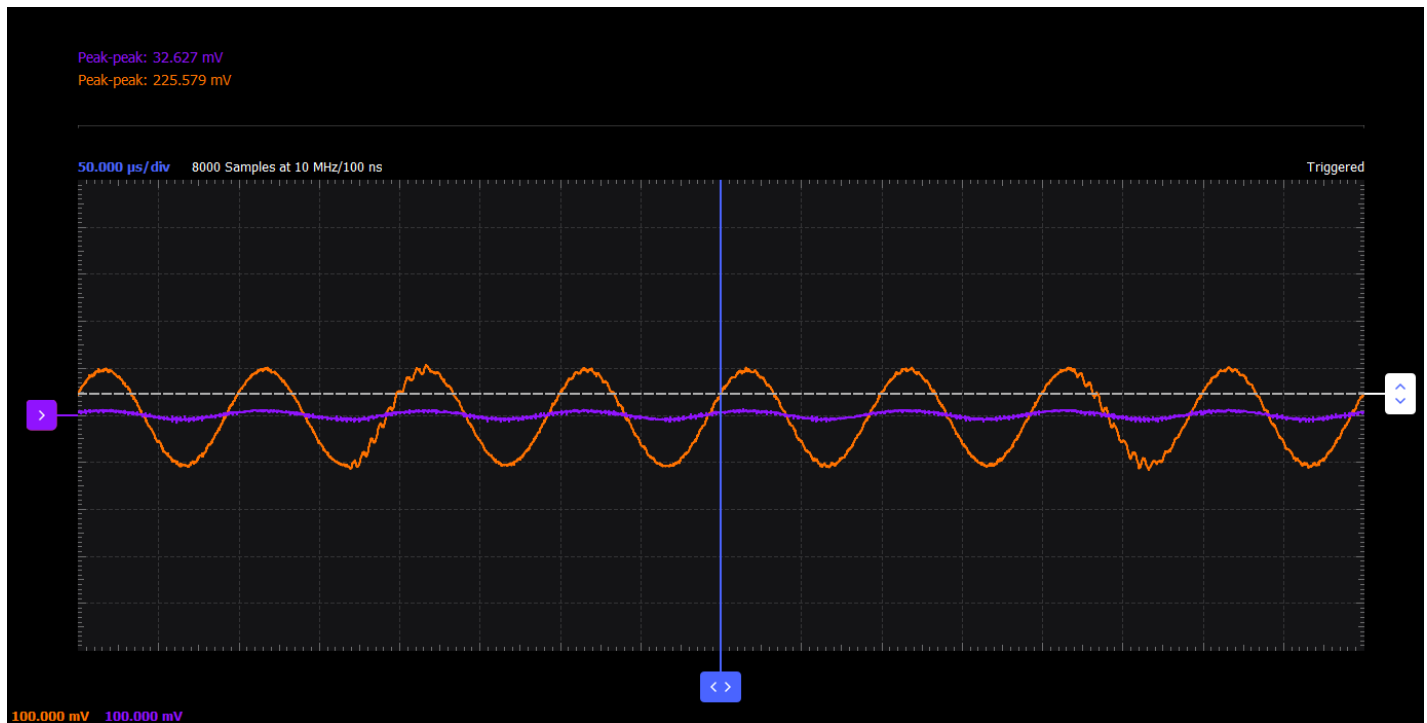 Peak-peak: 32.627 mV
Peak-peak: 225.579 mV
50.000 µs/div 8000 Samples at 10 MHz/100 ns Triggered
100.000 mV 100.000 mV